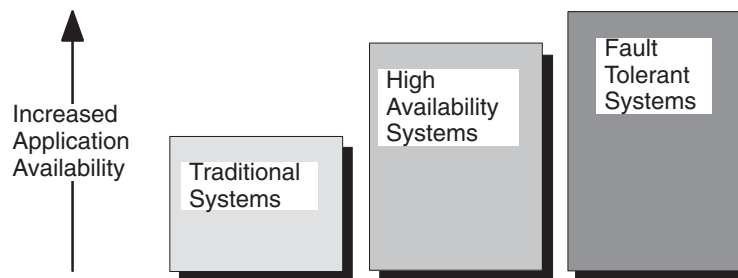 Increased
Application
Availability
Traditional
Systems
High
Availability
Systems
Fault
Tolerant
Systems